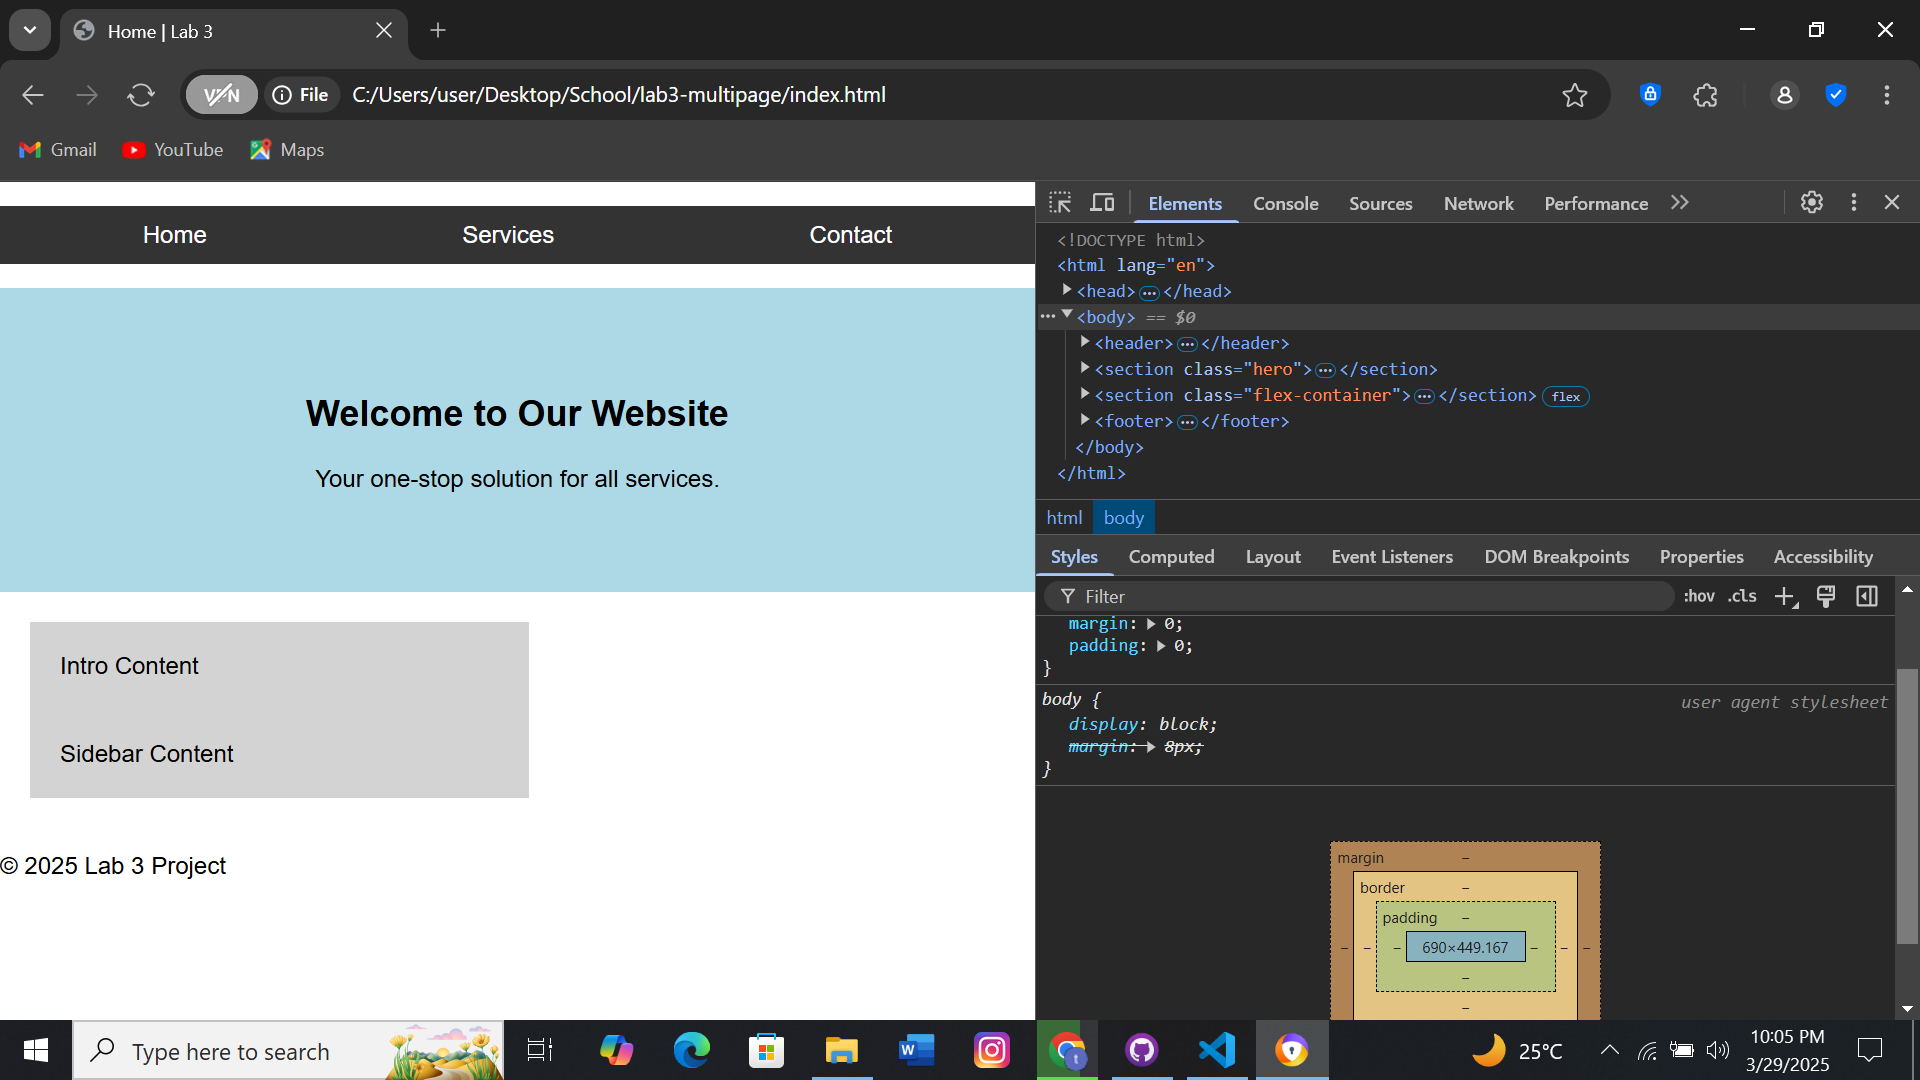 Home | Lab 3
VPN
File
C:/Users/user/Desktop/School/lab3-multipage/index.html
Gmail
YouTube
Maps
Home
Services
Contact
Welcome to Our Website
Your one-stop solution for all services.
Intro Content
Sidebar Content
© 2025 Lab 3 Project
Elements
Console
Sources
Network
Performance
<!DOCTYPE html>
<html lang="en">
<head>…</head>
<body> == $0
<header>…</header>
<section class="hero">…</section>
<section class="flex-container">…</section> flex
<footer>…</footer>
</body>
</html>
html
body
Styles
Computed
Layout
Event Listeners
DOM Breakpoints
Properties
Accessibility
Filter
:hov
.cls
margin: 0;
padding: 0;
}
body {
user agent stylesheet
display: block;
margin: 8px;
}
margin –
border –
padding –
– – – 690×449.167 – – –
–
–
Type here to search
25°C
10:05 PM
3/29/2025